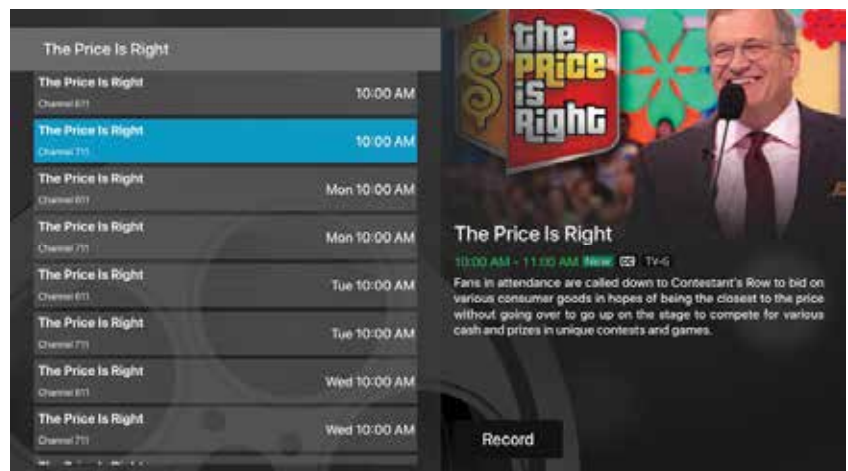 The Price Is Right
The Price Is Right
Channel 611
10:00 AM
The Price Is Right
Channel 711
10:00 AM
The Price Is Right
Channel 611
Mon 10:00 AM
The Price Is Right
Channel 711
Mon 10:00 AM
The Price Is Right
Channel 611
Tue 10:00 AM
The Price Is Right
Channel 711
Tue 10:00 AM
The Price Is Right
Channel 611
Wed 10:00 AM
The Price Is Right
Channel 711
Wed 10:00 AM
the
PRice
is
Right
The Price Is Right
10:00 AM - 11:00 AM New CC TV-G
Fans in attendance are called down to Contestant's Row to bid on
various consumer goods in hopes of being the closest to the price
without going over to go up on the stage to compete for various
cash and prizes in unique contests and games.
Record